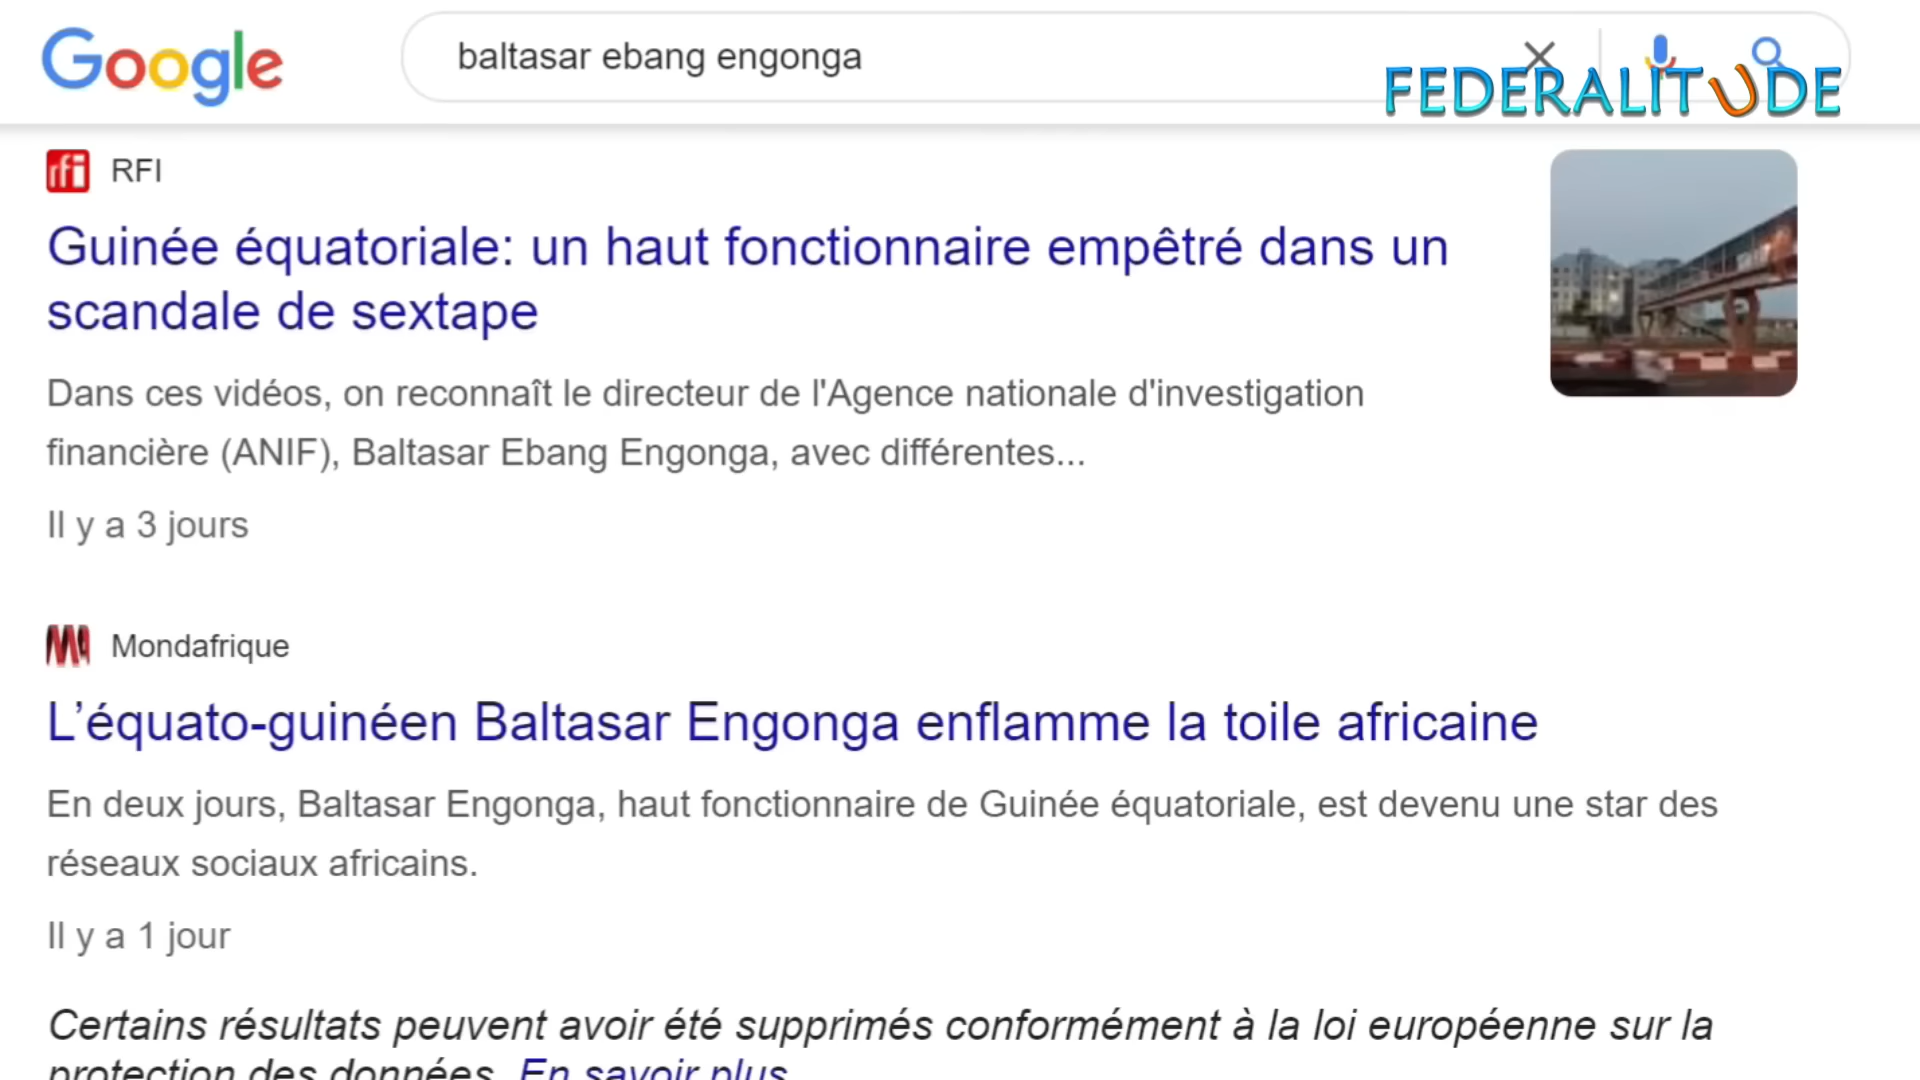 Google
baltasar ebang engonga
FEDERALITUDE
rfi RFI
Guinée équatoriale: un haut fonctionnaire empêtré dans un
scandale de sextape
Dans ces vidéos, on reconnaît le directeur de l'Agence nationale d'investigation
financière (ANIF), Baltasar Ebang Engonga, avec différentes...
Il y a 3 jours
Mondafrique
L’équato-guinéen Baltasar Engonga enflamme la toile africaine
En deux jours, Baltasar Engonga, haut fonctionnaire de Guinée équatoriale, est devenu une star des
réseaux sociaux africains.
Il y a 1 jour
Certains résultats peuvent avoir été supprimés conformément à la loi européenne sur la
protection des données. En savoir plus